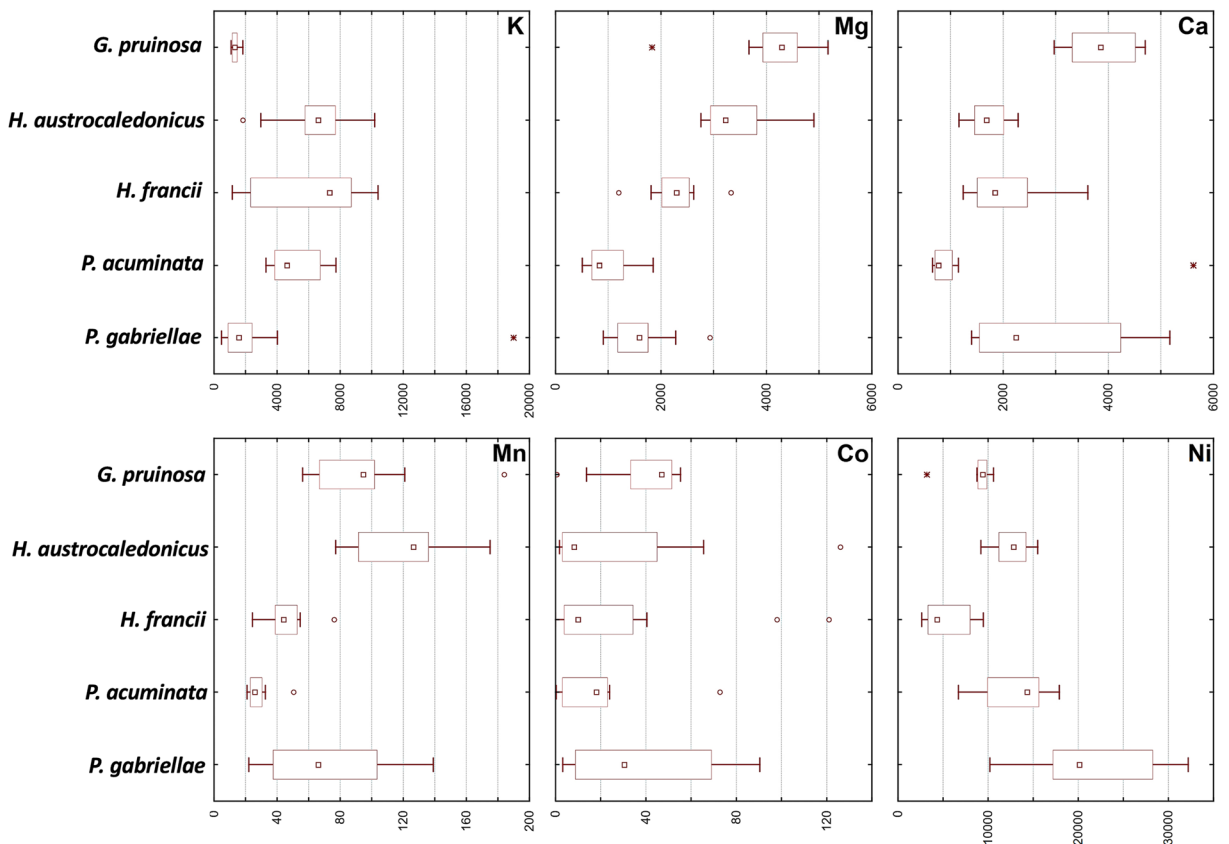 K Mg Ca
G. pruinosa
H. austrocaledonicus
H. francii
P. acuminata
P. gabriellae
0 4000 8000 12000 16000 20000 0 2000 4000 6000 0 2000 4000 6000
Mn Co Ni
G. pruinosa
H. austrocaledonicus
H. francii
P. acuminata
P. gabriellae
0 40 80 120 160 200 0 40 80 120 10000 20000 30000